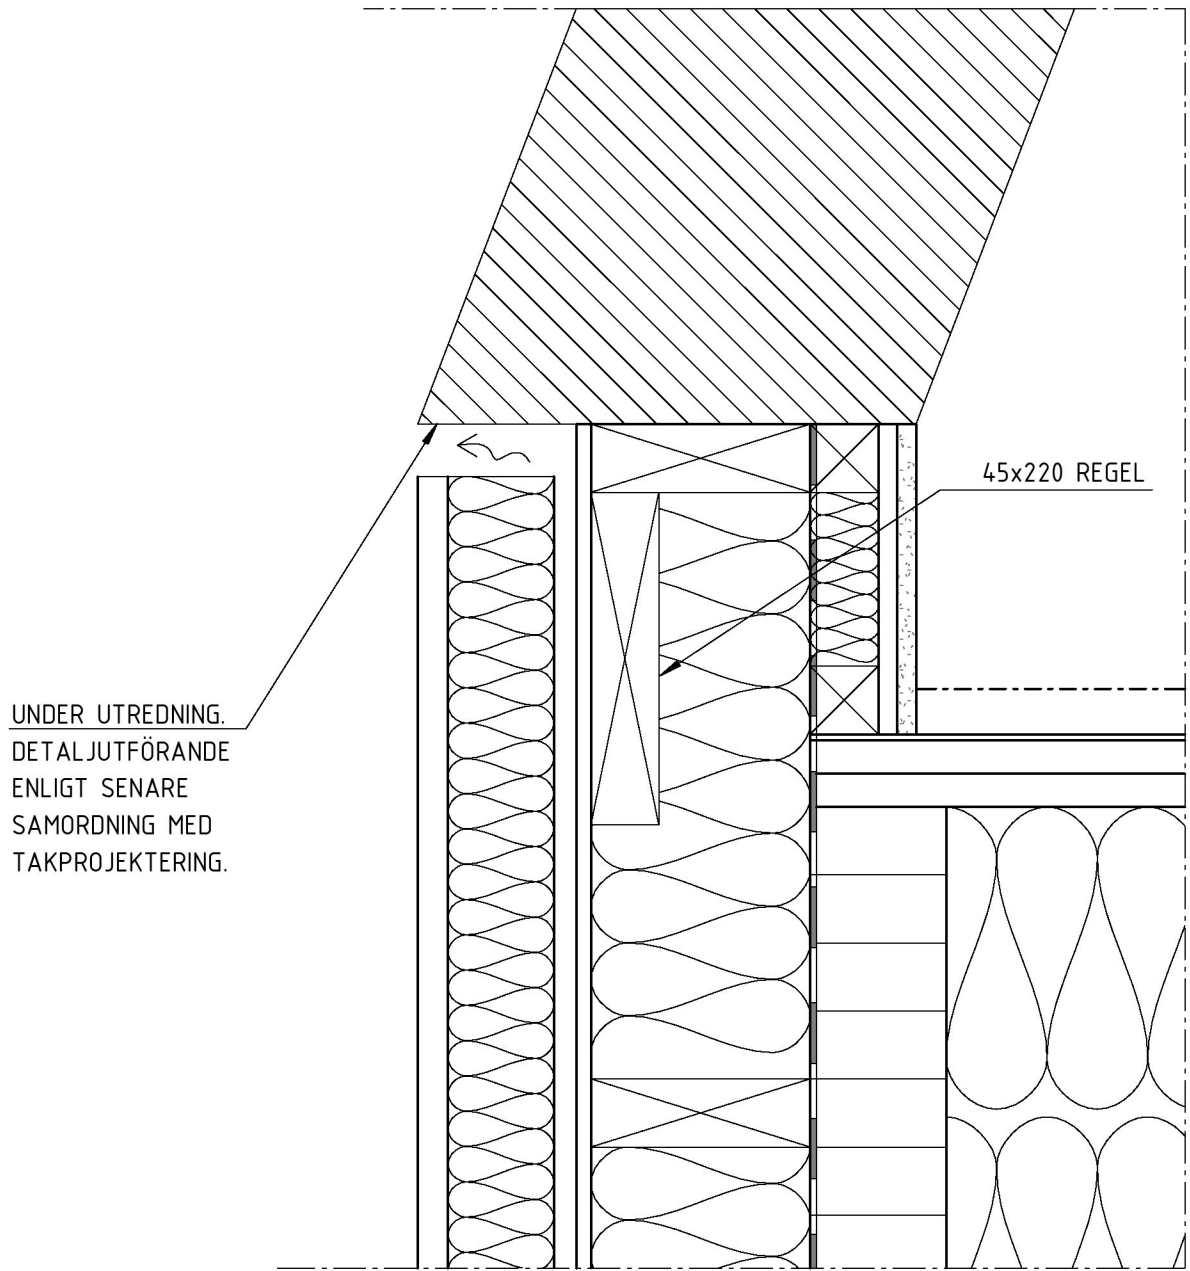 45x220 REGEL
UNDER UTREDNING.
DETALJUTFÖRANDE
ENLIGT SENARE
SAMORDNING MED
TAKPROJEKTERING.